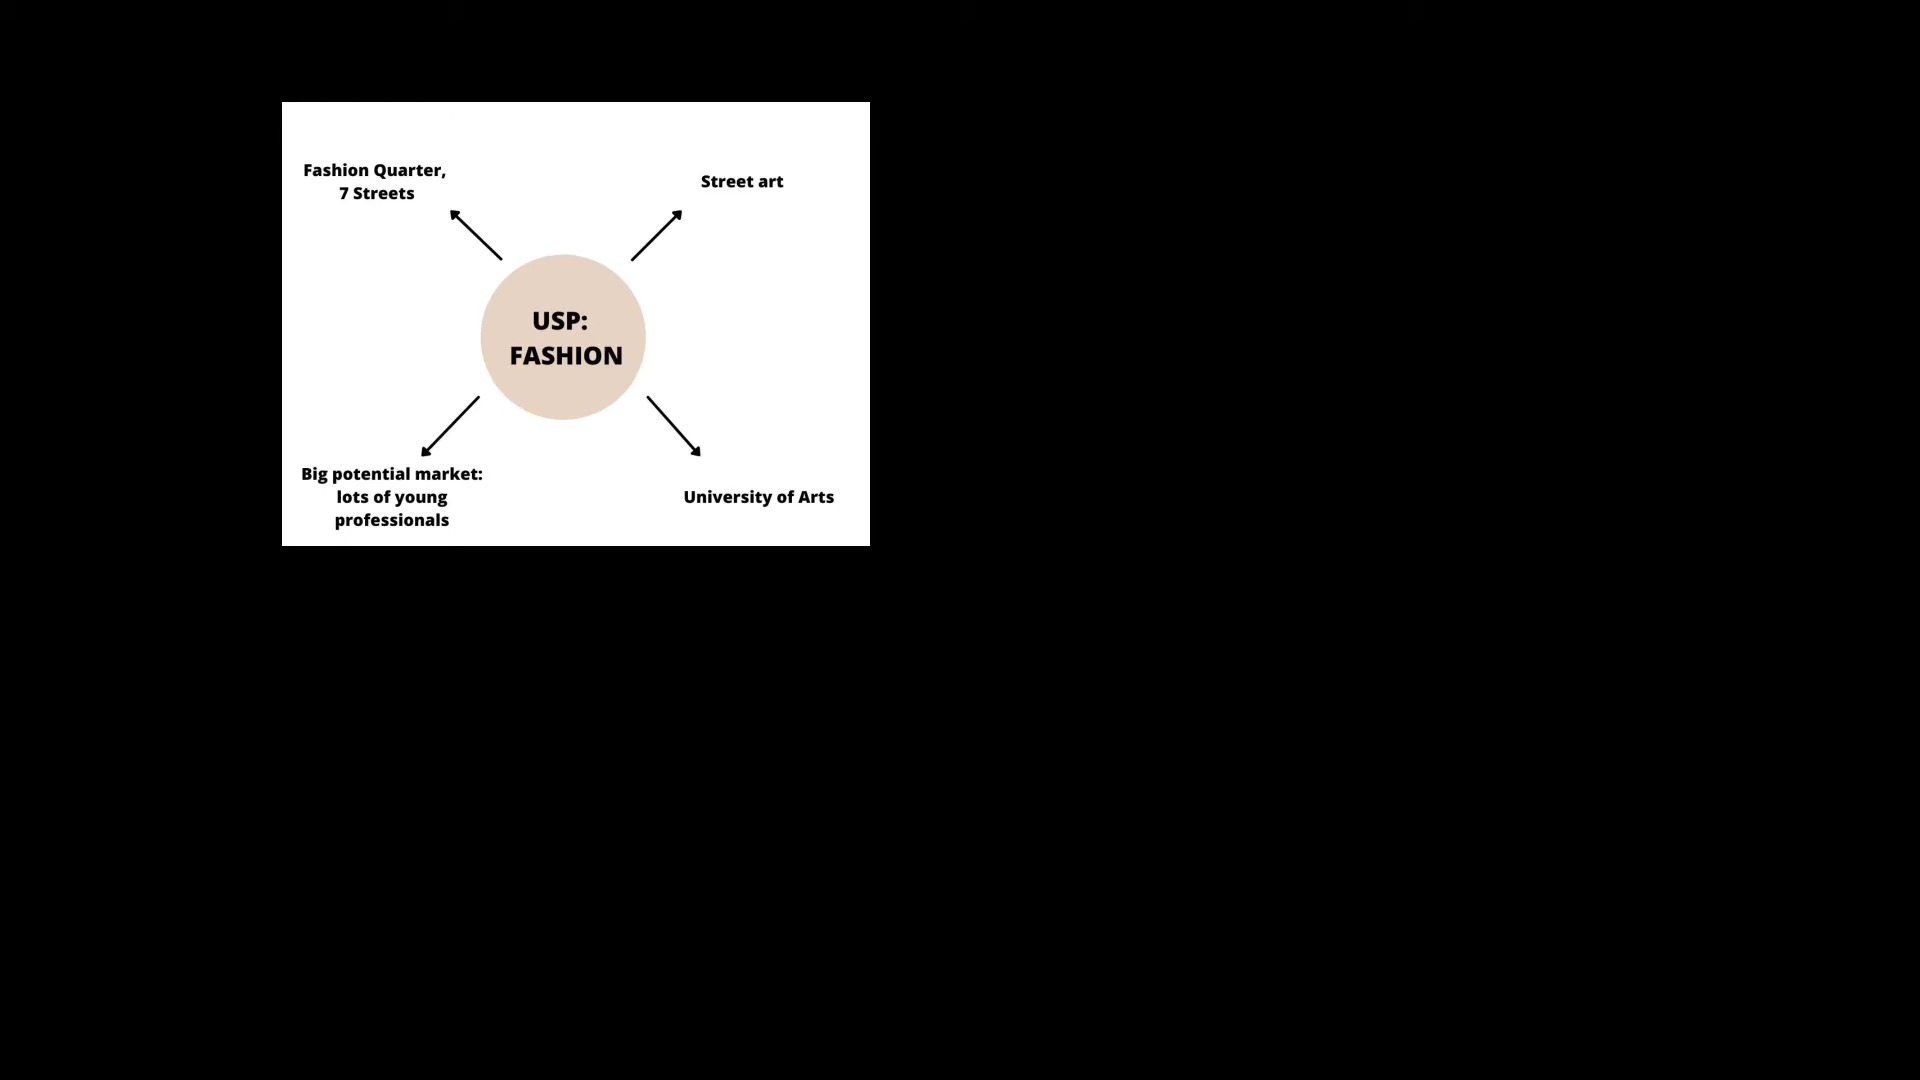 Fashion Quarter,
7 Streets
Street art
USP:
FASHION
Big potential market:
lots of young
professionals
University of Arts